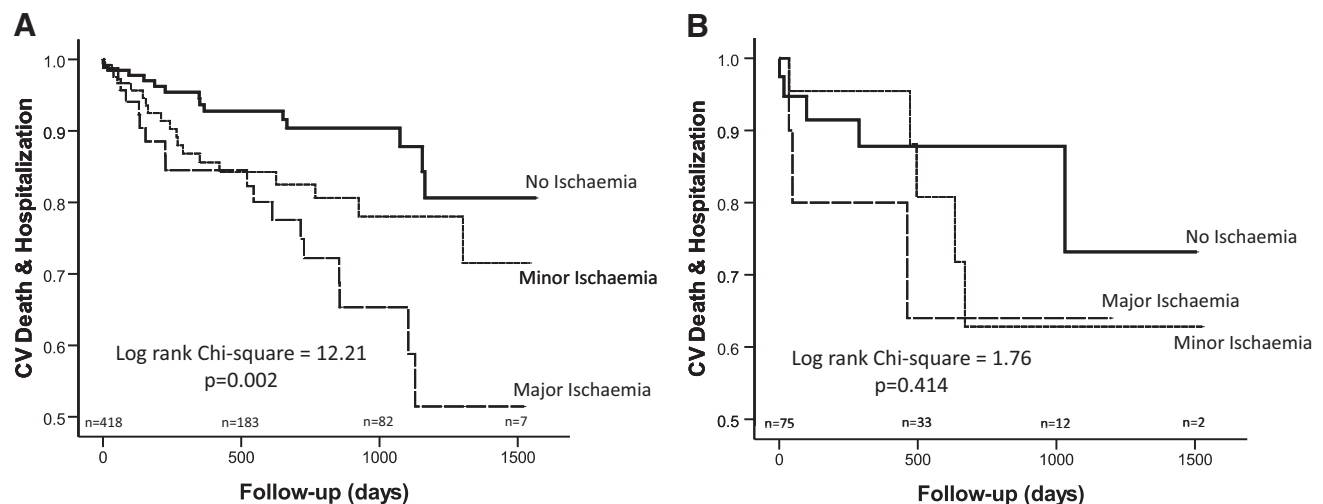 A
CV Death & Hospitalization
1.0
0.9
0.8
0.7
0.6
0.5
No Ischaemia
Minor Ischaemia
Major Ischaemia
Log rank Chi-square = 12.21
p=0.002
n=418 n=183 n=82 n=7
0 500 1000 1500
Follow-up (days)
B
CV Death & Hospitalization
1.0
0.9
0.8
0.7
0.6
0.5
No Ischaemia
Major Ischaemia
Minor Ischaemia
Log rank Chi-square = 1.76
p=0.414
n=75 n=33 n=12 n=2
0 500 1000 1500
Follow-up (days)